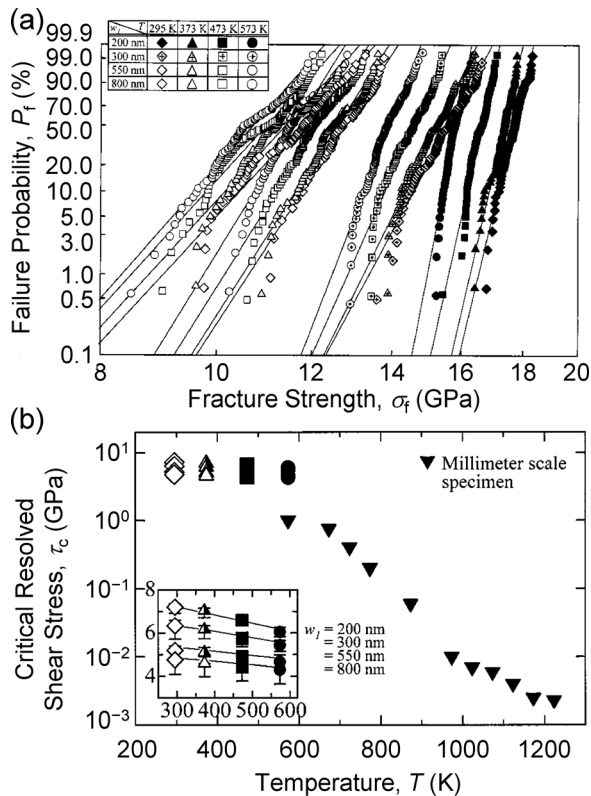 (a)
w₁ T 295 K 373 K 473 K 573 K
200 nm
300 nm
550 nm
800 nm
Failure Probability, Pf (%)
99.9
99.0
90.0
70.0
50.0
20.0
10.0
5.0
3.0
1.0
0.5
0.1
8 10 12 14 16 18 20
Fracture Strength, σf (GPa)
(b)
Critical Resolved
Shear Stress, τc (GPa)
10¹
10⁰
10⁻¹
10⁻²
10⁻³
Millimeter scale
specimen
8
6
4
300 400 500 600
w₁ = 200 nm
= 300 nm
= 550 nm
= 800 nm
200 400 600 800 1000 1200
Temperature, T (K)